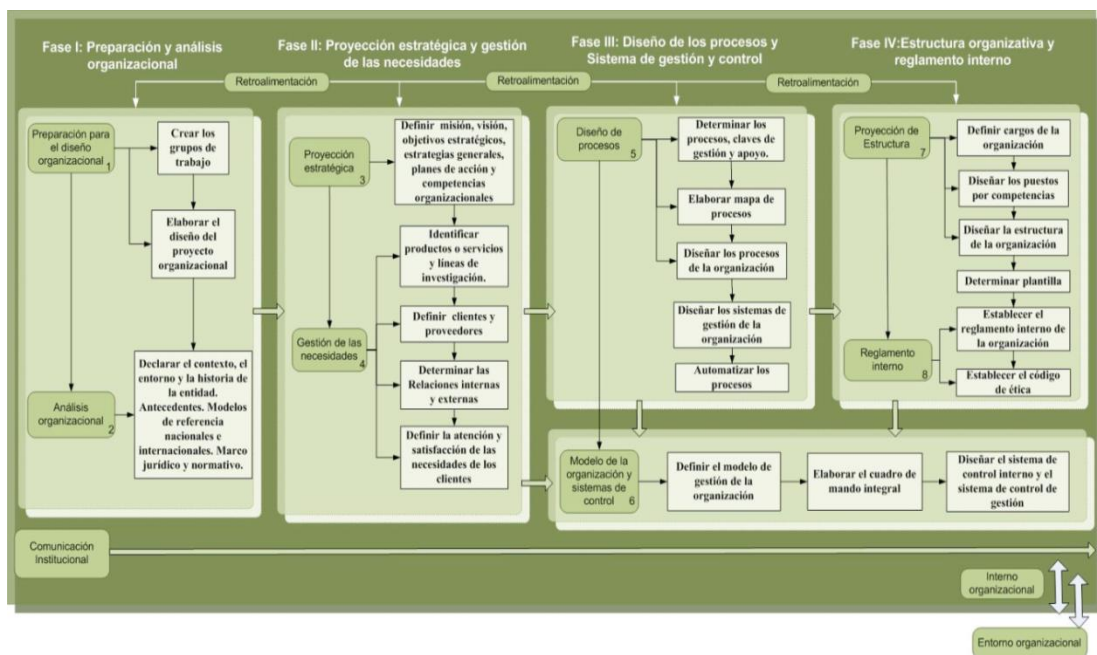 Fase I: Preparación y análisis
organizacional
Fase II: Proyección estratégica y gestión
de las necesidades
Fase III: Diseño de los procesos y
Sistema de gestión y control
Fase IV:Estructura organizativa y
reglamento interno
Retroalimentación
Retroalimentación
Retroalimentación
Preparación para
el diseño
organizacional
1
Crear los
grupos de
trabajo
Elaborar el
diseño del
proyecto
organizacional
Análisis
organizacional
2
Declarar el contexto, el
entorno y la historia de
la entidad.
Antecedentes. Modelos
de referencia
nacionales e
internacionales. Marco
jurídico y normativo.
Proyección
estratégica
3
Definir misión, visión,
objetivos estratégicos,
estrategias generales,
planes de acción y
competencias
organizacionales
Identificar
productos o servicios
y líneas de
investigación.
Gestión de las
necesidades
4
Definir clientes y
proveedores
Determinar las
Relaciones internas
y externas
Definir la atención y
satisfacción de las
necesidades de los
clientes
Diseño de
procesos
5
Determinar los
procesos, claves de
gestión y apoyo.
Elaborar mapa de
procesos
Diseñar los procesos
de la organización
Diseñar los sistemas de
gestión de la
organización
Automatizar los
procesos
Modelo de la
organización y
sistemas de
control
6
Definir el modelo de
gestión de la
organización
Elaborar el cuadro de
mando integral
Diseñar el sistema de
control interno y el
sistema de control de
gestión
Proyección de
Estructura
7
Definir cargos de la
organización
Diseñar los puestos
por competencias
Diseñar la estructura
de la organización
Determinar plantilla
Reglamento
interno
8
Establecer el
reglamento interno de
la organización
Establecer el código
de ética
Comunicación
Institucional
Interno
organizacional
Entorno organizacional